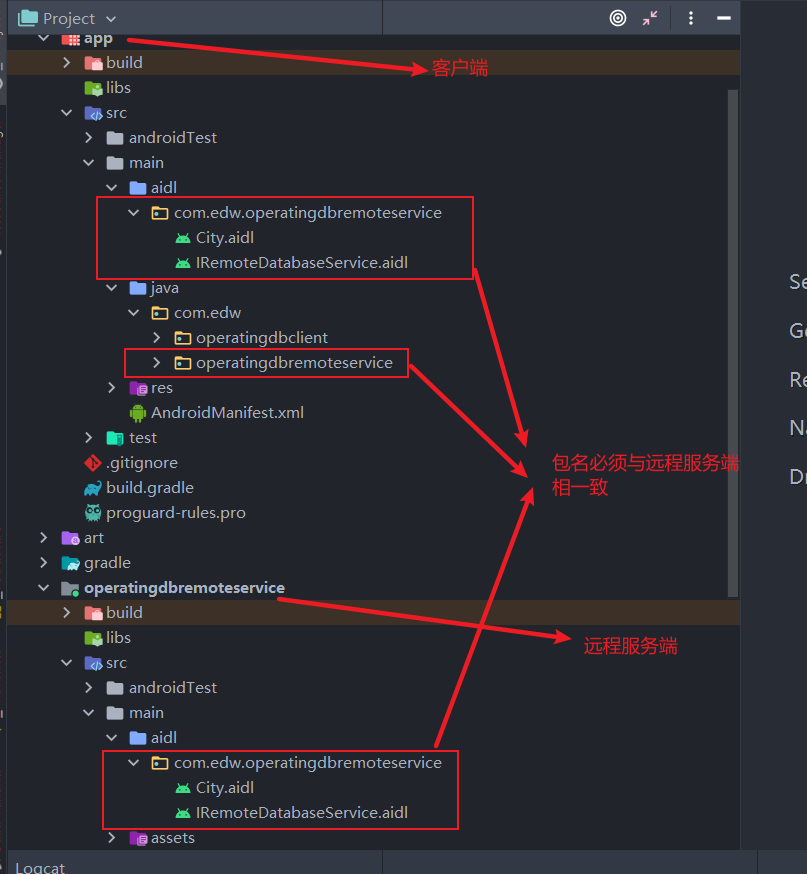 Project
app
客户端
build
libs
src
androidTest
main
aidl
com.edw.operatingdbremoteservice
City.aidl
IRemoteDatabaseService.aidl
java
com.edw
operatingdbclient
operatingdbremoteservice
res
AndroidManifest.xml
test
包名必须与远程服务端
相一致
.gitignore
build.gradle
proguard-rules.pro
art
gradle
operatingdbremoteservice
build
libs
远程服务端
src
androidTest
main
aidl
com.edw.operatingdbremoteservice
City.aidl
IRemoteDatabaseService.aidl
assets
Se
Go
Re
Na
Dr
Logcat